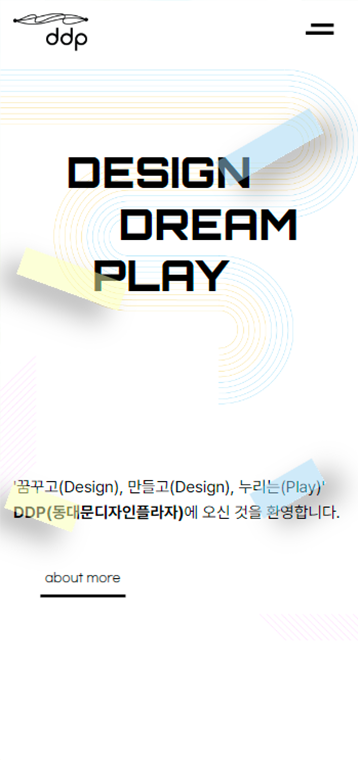 ddp
DESIGN
DREAM
PLAY
'꿈꾸고(Design), 만들고(Design), 누리는(Play)'
DDP(동대문디자인플라자)에 오신 것을 환영합니다.
about more